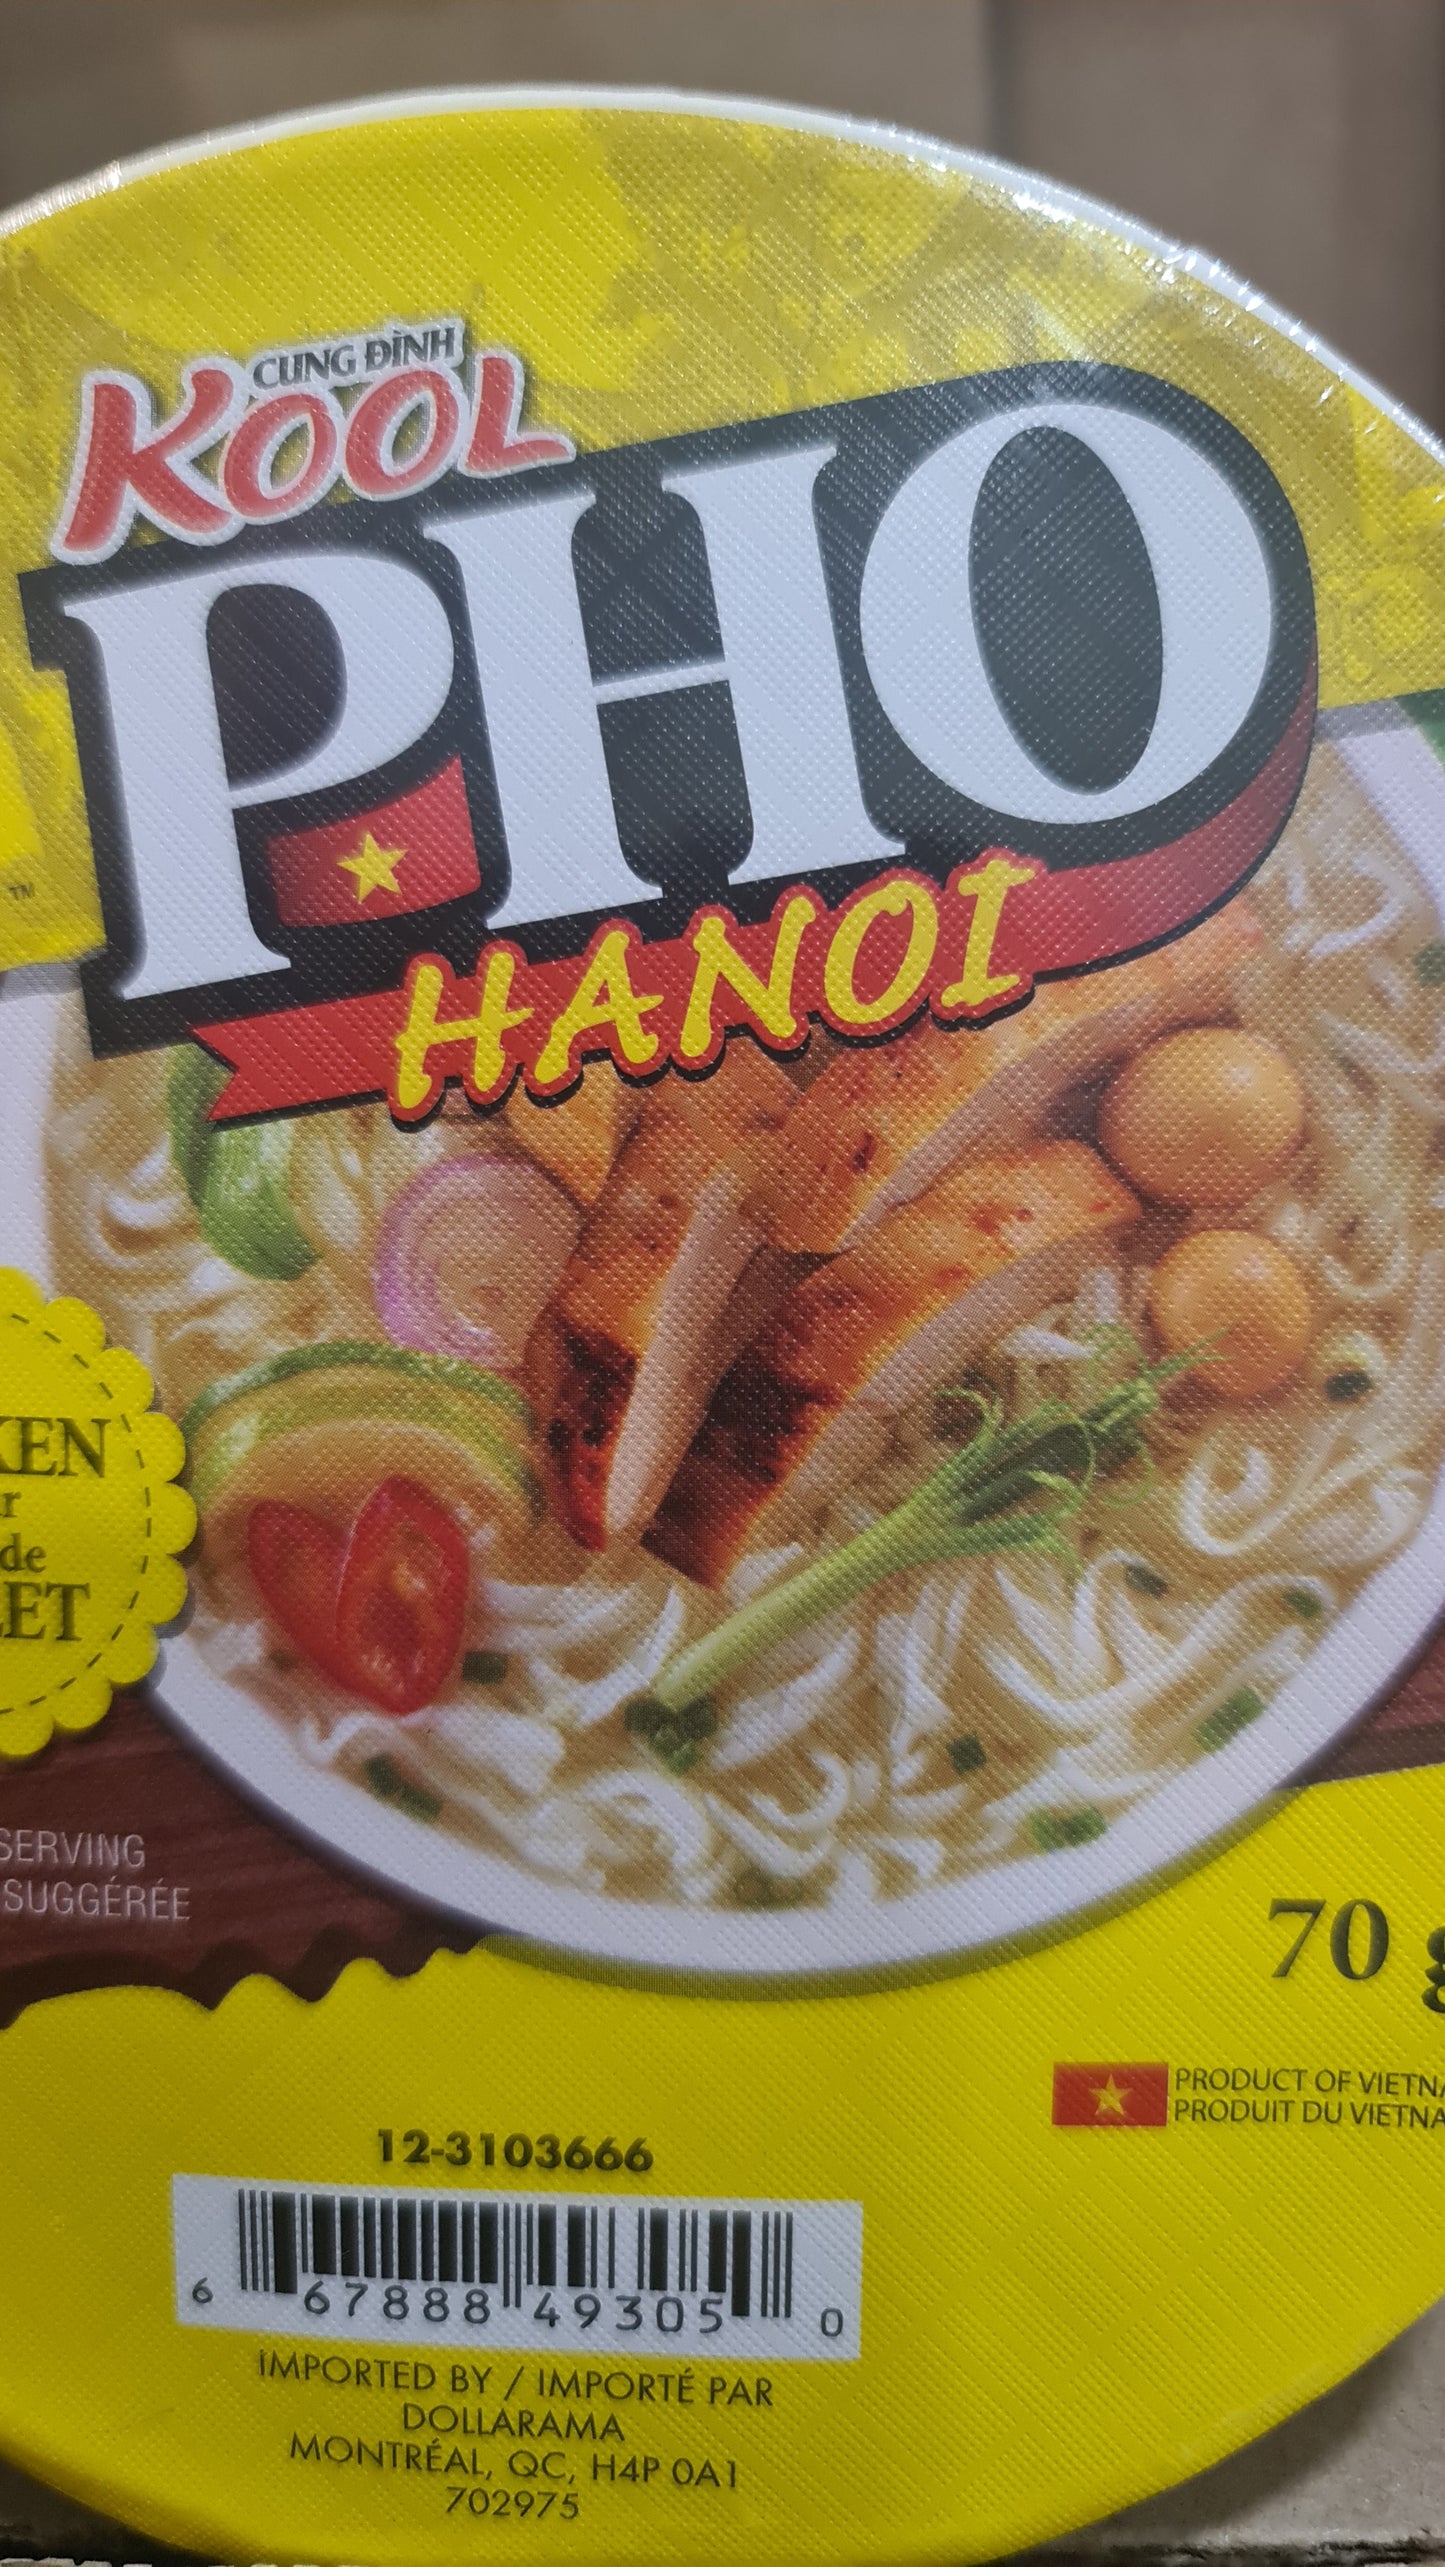 CUNG ĐÌNH
KOOL
PHO
HANOI
TM
KEN
r
de
LET
SERVING
SUGGÉRÉE
70 g
PRODUCT OF VIETNA
PRODUIT DU VIETNA
12-3103666
6 67888 49305 0
IMPORTED BY / IMPORTÉ PAR
DOLLARAMA
MONTRÉAL, QC, H4P 0A1
702975